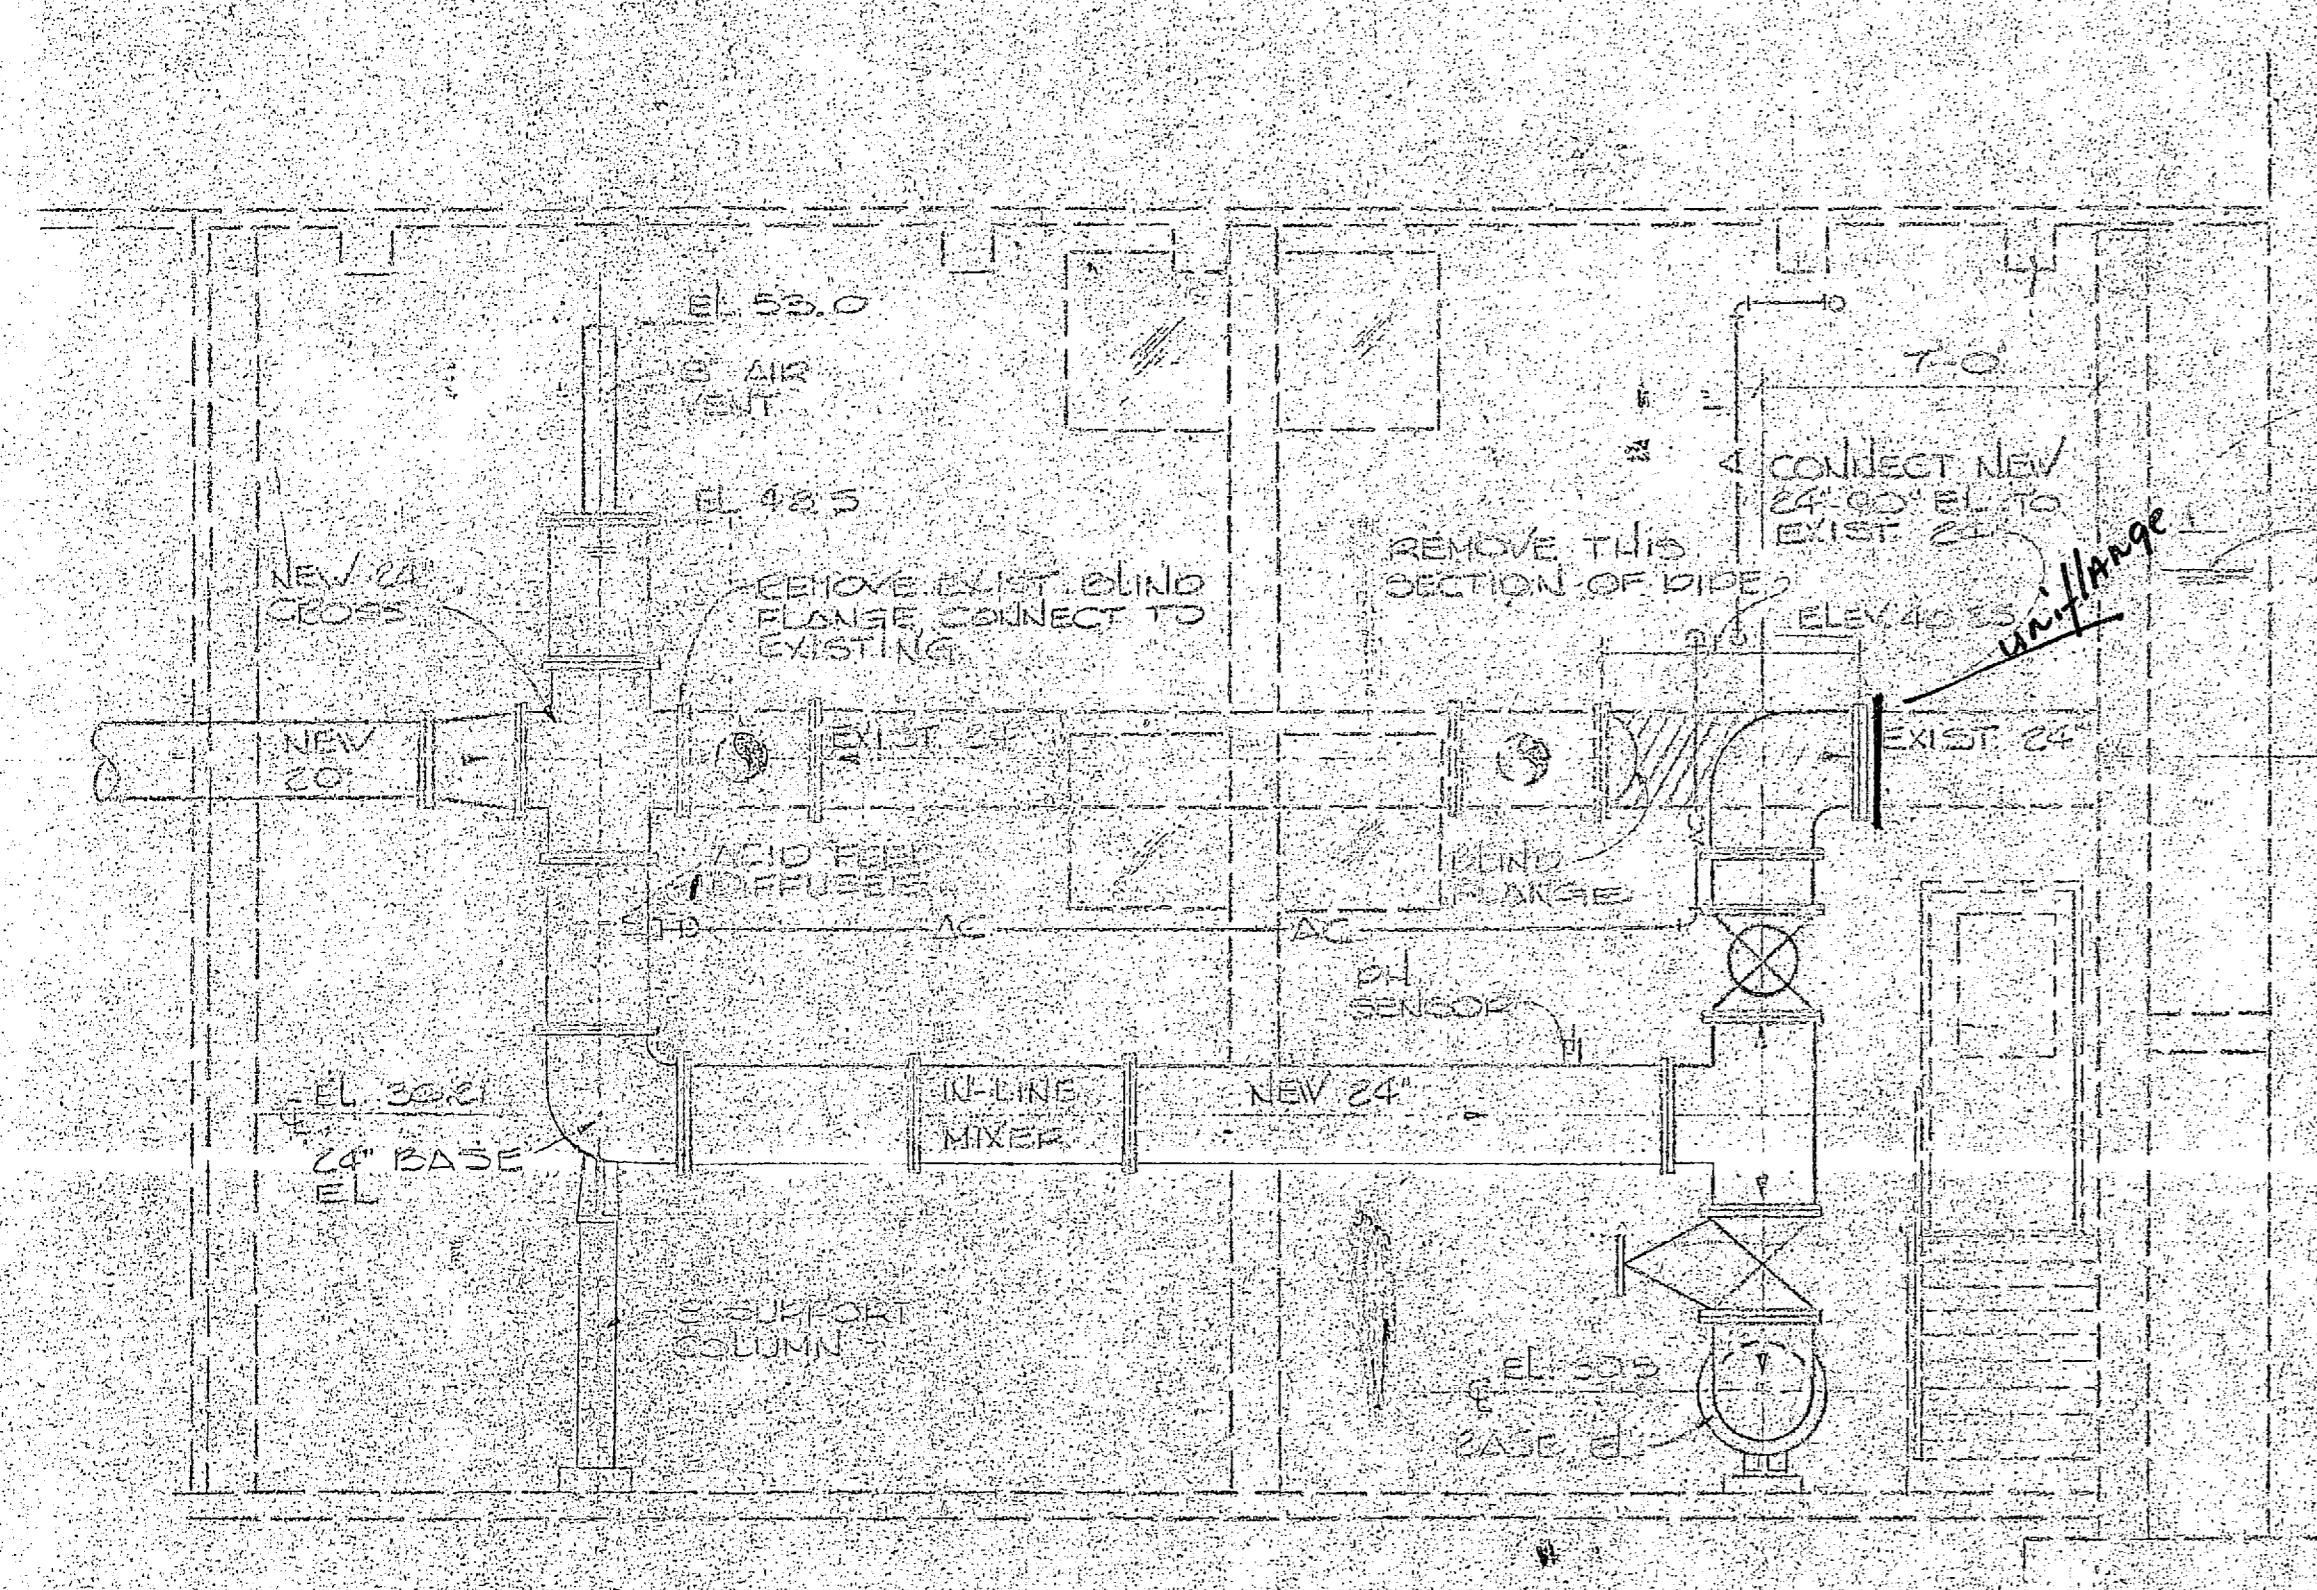 EL. 53.0
8" AIR
VENT
7'-0"
EL. 48.5
CONNECT NEW
24"-90° EL TO
EXIST. 24"
uniflange
REMOVE THIS
SECTION OF PIPE
ELEV. 40.25
NEW 24"
CROSS
REMOVE EXIST. BLIND
FLANGE, CONNECT TO
EXISTING
NEW
20"
EXIST. 24"
EXIST. 24"
ACID FEED
DIFFUSER
BLIND
FLANGE
AC
AC
pH
SENSOR
EL. 30.21
24" BASE
EL
IN-LINE
MIXER
NEW 24"
8" SUPPORT
COLUMN
BASE El